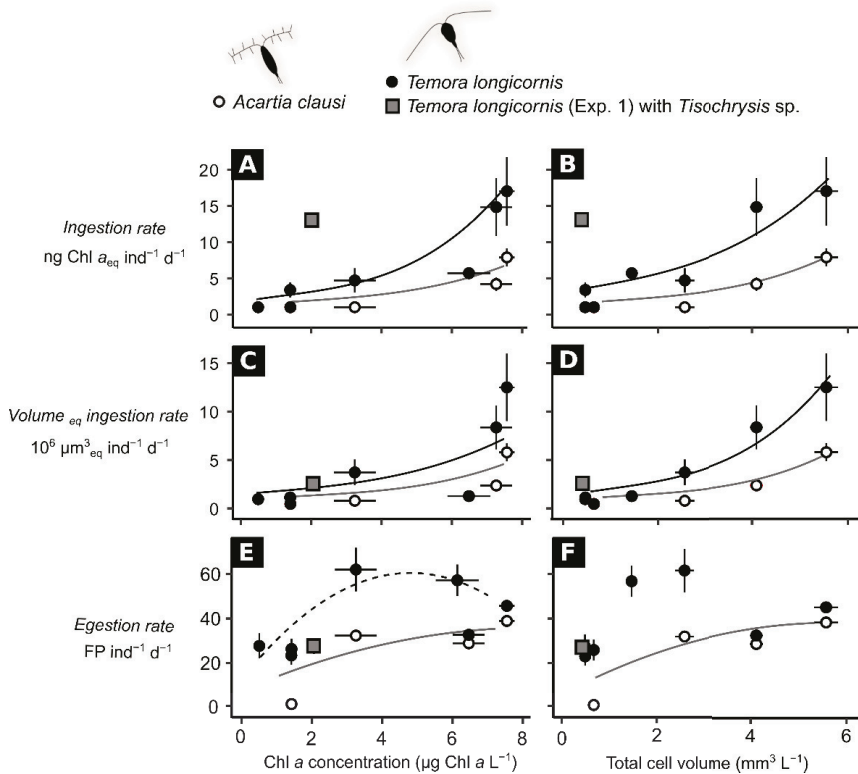 Acartia clausi
Temora longicornis
Temora longicornis (Exp. 1) with Tisochrysis sp.
A
B
20
15
10
5
0
Ingestion rate
ng Chl aeq ind⁻¹ d⁻¹
C
D
15
10
5
0
Volume eq ingestion rate
10⁶ µm³eq ind⁻¹ d⁻¹
E
F
60
40
20
0
Egestion rate
FP ind⁻¹ d⁻¹
0 2 4 6 8
0 2 4 6
Chl a concentration (µg Chl a L⁻¹)
Total cell volume (mm³ L⁻¹)